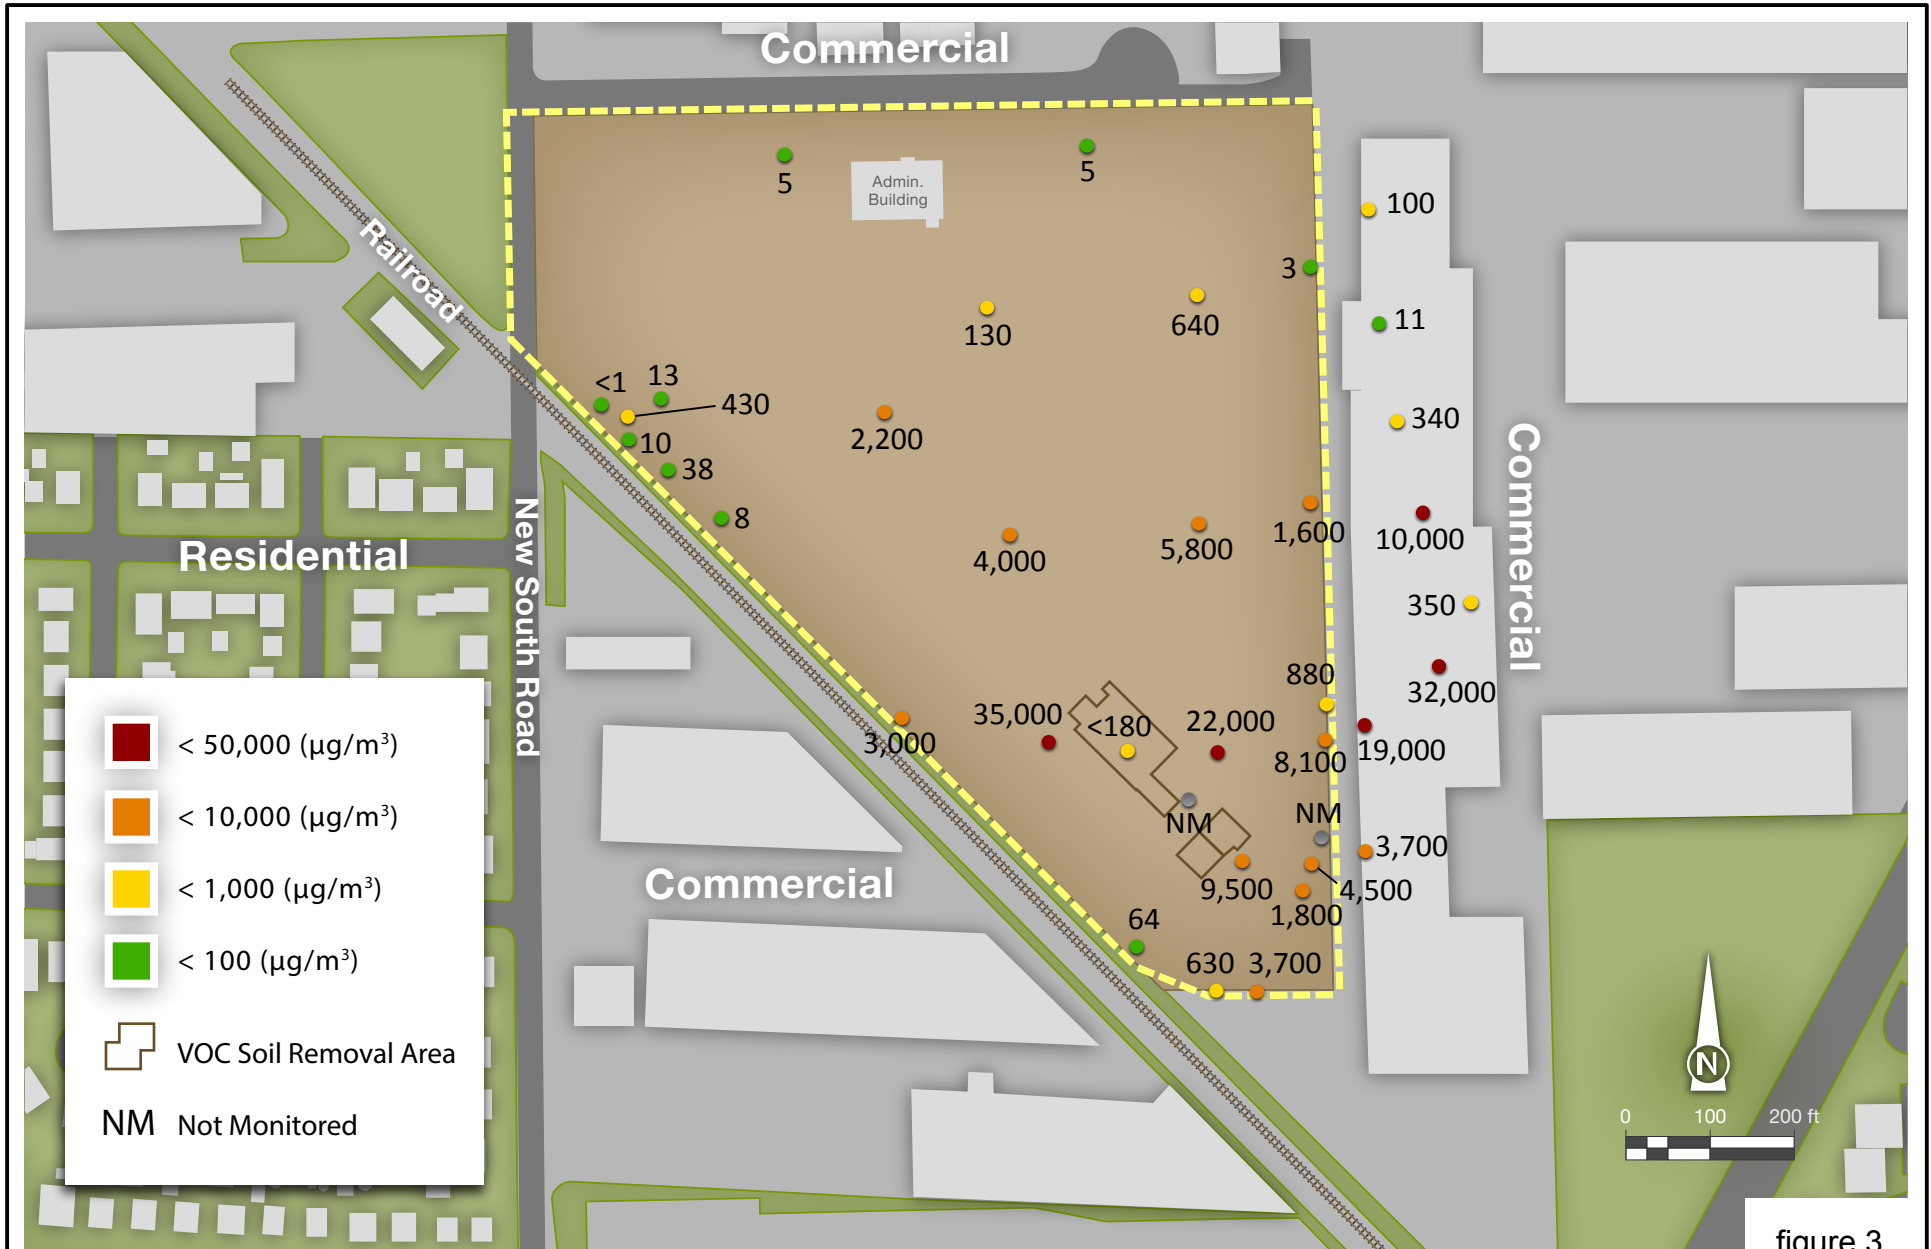 Commercial
5
5
Admin.
Building
100
3
11
Railroad
130
640
<1
13
430
340
2,200
10
38
8
Commercial
New South Road
Residential
1,600
10,000
4,000
5,800
350
880
32,000
35,000
<180
22,000
3,000
8,100
19,000
NM
NM
3,700
Commercial
9,500
4,500
1,800
64
630
3,700
< 50,000 (µg/m³)
< 10,000 (µg/m³)
< 1,000 (µg/m³)
< 100 (µg/m³)
VOC Soil Removal Area
NM Not Monitored
N
0 100 200 ft
figure 3